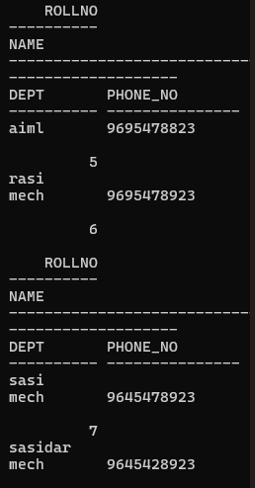 ROLLNO
----------
NAME
-----------------------------
--------------------
DEPT PHONE_NO
---------- ---------------
aiml 9695478823
5
rasi
mech 9695478923
6
ROLLNO
----------
NAME
-----------------------------
--------------------
DEPT PHONE_NO
---------- ---------------
sasi
mech 9645478923
7
sasidar
mech 9645428923